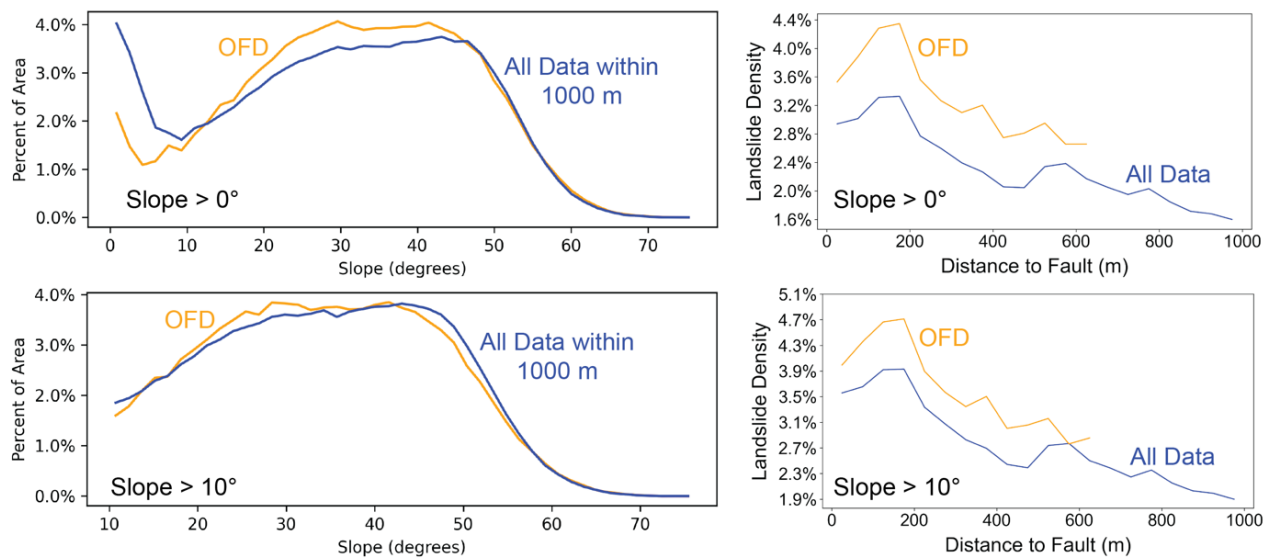 4.0%
3.0%
2.0%
1.0%
0.0%
Percent of Area
OFD
All Data within
1000 m
Slope > 0°
0
10
20
30
40
50
60
70
Slope (degrees)
4.4%
4.0%
3.6%
3.2%
2.8%
2.4%
2.0%
1.6%
Landslide Density
OFD
All Data
Slope > 0°
0
200
400
600
800
1000
Distance to Fault (m)
4.0%
3.0%
2.0%
1.0%
0.0%
Percent of Area
OFD
All Data within
1000 m
Slope > 10°
10
20
30
40
50
60
70
Slope (degrees)
5.1%
4.7%
4.3%
3.9%
3.5%
3.1%
2.7%
2.3%
1.9%
Landslide Density
OFD
All Data
Slope > 10°
0
200
400
600
800
1000
Distance to Fault (m)